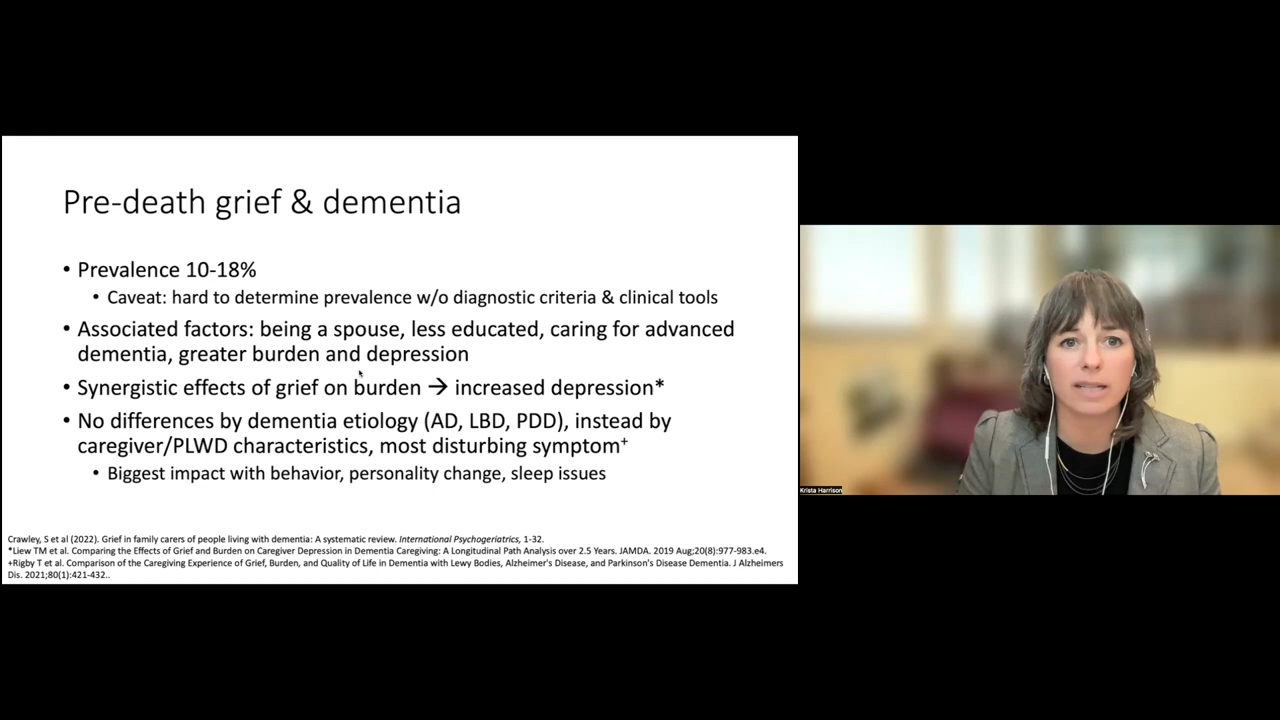 Pre-death grief & dementia
• Prevalence 10-18%
• Caveat: hard to determine prevalence w/o diagnostic criteria & clinical tools
• Associated factors: being a spouse, less educated, caring for advanced
dementia, greater burden and depression
• Synergistic effects of grief on burden → increased depression*
• No differences by dementia etiology (AD, LBD, PDD), instead by
caregiver/PLWD characteristics, most disturbing symptom+
• Biggest impact with behavior, personality change, sleep issues
Crawley, S et al (2022). Grief in family carers of people living with dementia: A systematic review. International Psychogeriatrics, 1-32.
*Liew TM et al. Comparing the Effects of Grief and Burden on Caregiver Depression in Dementia Caregiving: A Longitudinal Path Analysis over 2.5 Years. JAMDA. 2019 Aug;20(8):977-983.e4.
+Rigby T et al. Comparison of the Caregiving Experience of Grief, Burden, and Quality of Life in Dementia with Lewy Bodies, Alzheimer's Disease, and Parkinson's Disease Dementia. J Alzheimers
Dis. 2021;80(1):421-432..
Krista Harrison